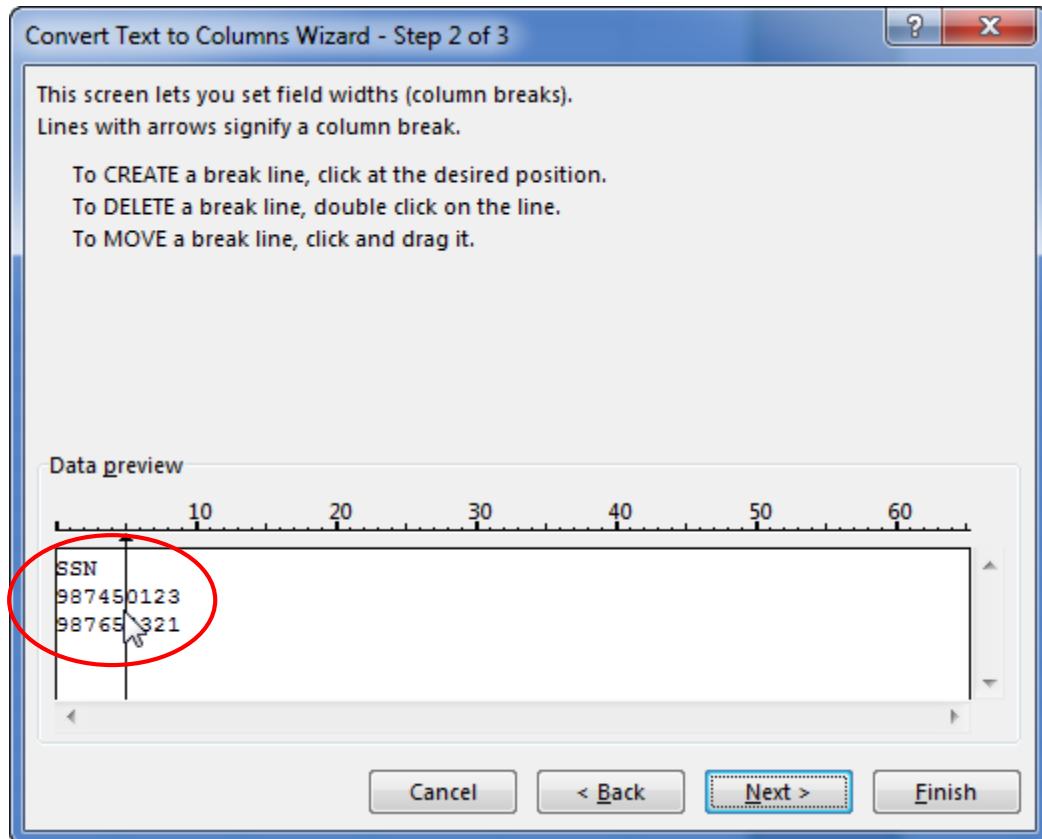 Convert Text to Columns Wizard - Step 2 of 3
?
This screen lets you set field widths (column breaks).
Lines with arrows signify a column break.
To CREATE a break line, click at the desired position.
To DELETE a break line, double click on the line.
To MOVE a break line, click and drag it.
Data preview
10 20 30 40 50 60
SSN
987450123
Cancel < Back Next > Finish